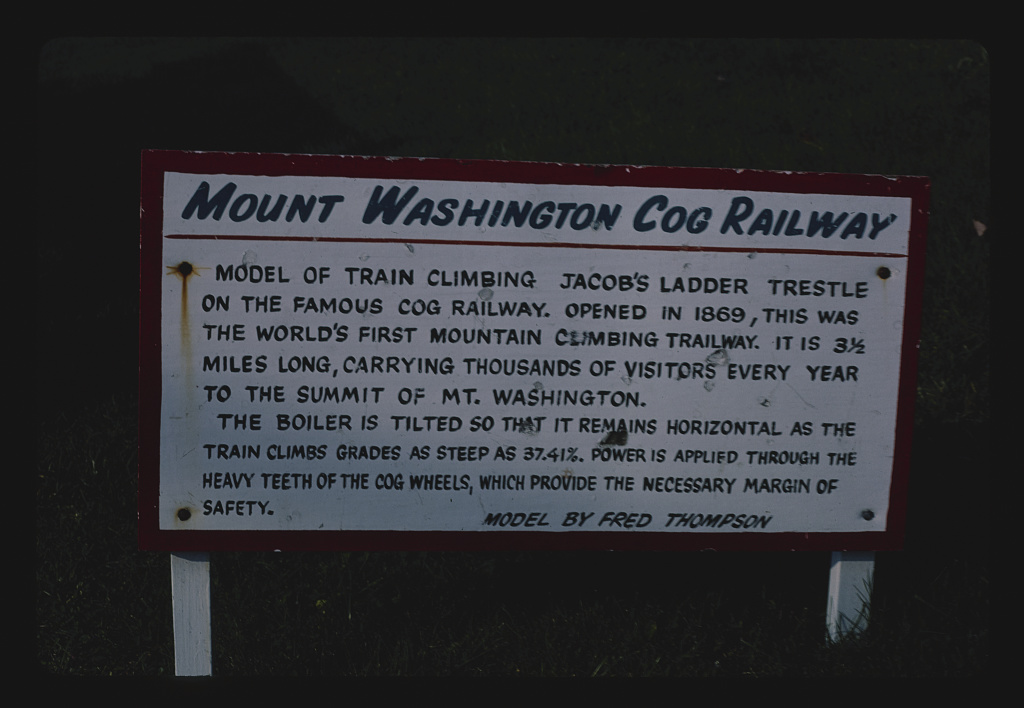 MOUNT WASHINGTON COG RAILWAY
MODEL OF TRAIN CLIMBING JACOB'S LADDER TRESTLE
ON THE FAMOUS COG RAILWAY. OPENED IN 1869, THIS WAS
THE WORLD'S FIRST MOUNTAIN CLIMBING TRAILWAY. IT IS 3½
MILES LONG, CARRYING THOUSANDS OF VISITORS EVERY YEAR
TO THE SUMMIT OF MT. WASHINGTON.
THE BOILER IS TILTED SO THAT IT REMAINS HORIZONTAL AS THE
TRAIN CLIMBS GRADES AS STEEP AS 37.41%. POWER IS APPLIED THROUGH THE
HEAVY TEETH OF THE COG WHEELS, WHICH PROVIDE THE NECESSARY MARGIN OF
SAFETY.
MODEL BY FRED THOMPSON